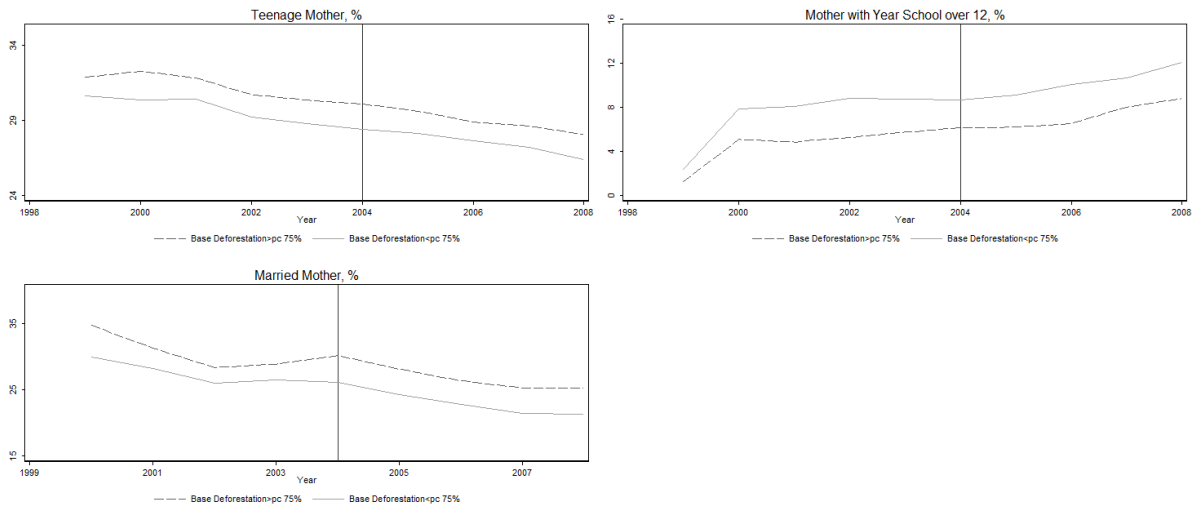 Teenage Mother, %
34
29
24
1998 2000 2002 2004 2006 2008
Year
Base Deforestation>pc 75% Base Deforestation<pc 75%
Mother with Year School over 12, %
16
12
8
4
0
1998 2000 2002 2004 2006 2008
Year
Base Deforestation>pc 75% Base Deforestation<pc 75%
Married Mother, %
35
25
15
1999 2001 2003 2005 2007
Year
Base Deforestation>pc 75% Base Deforestation<pc 75%